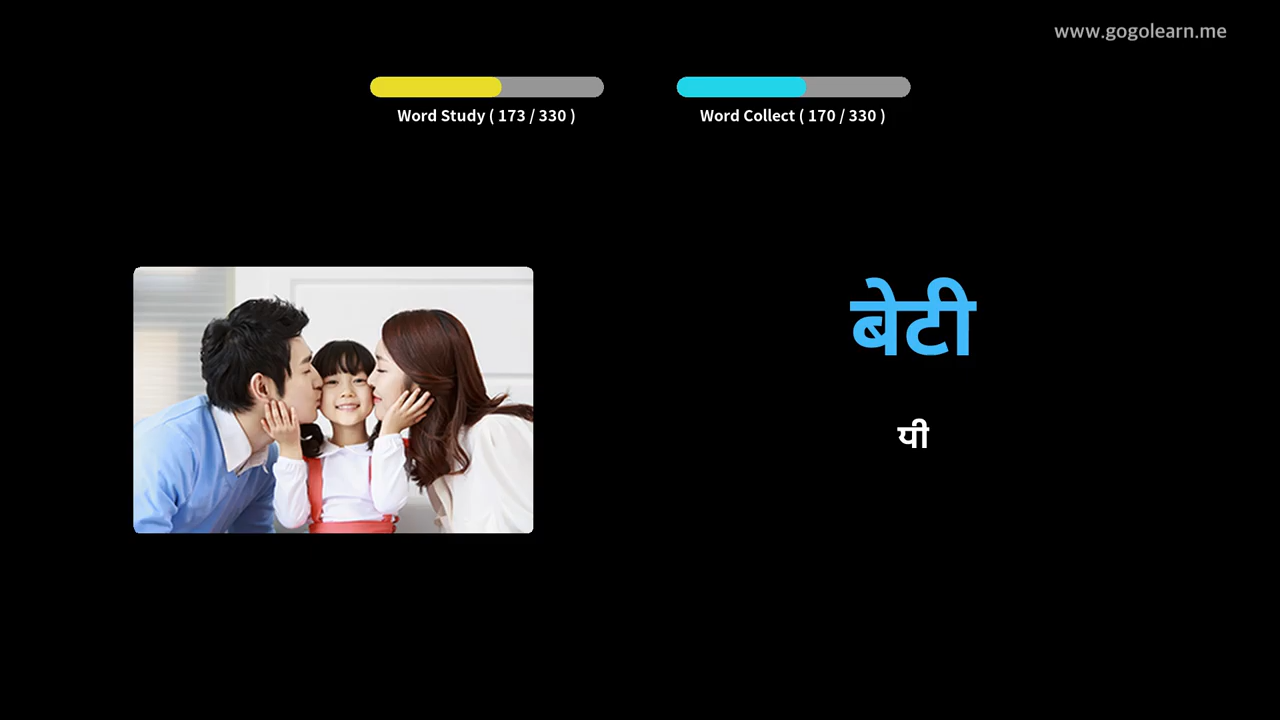 www.gogolearn.me
Word Study ( 173 / 330 )
Word Collect ( 170 / 330 )
बेटी
धी